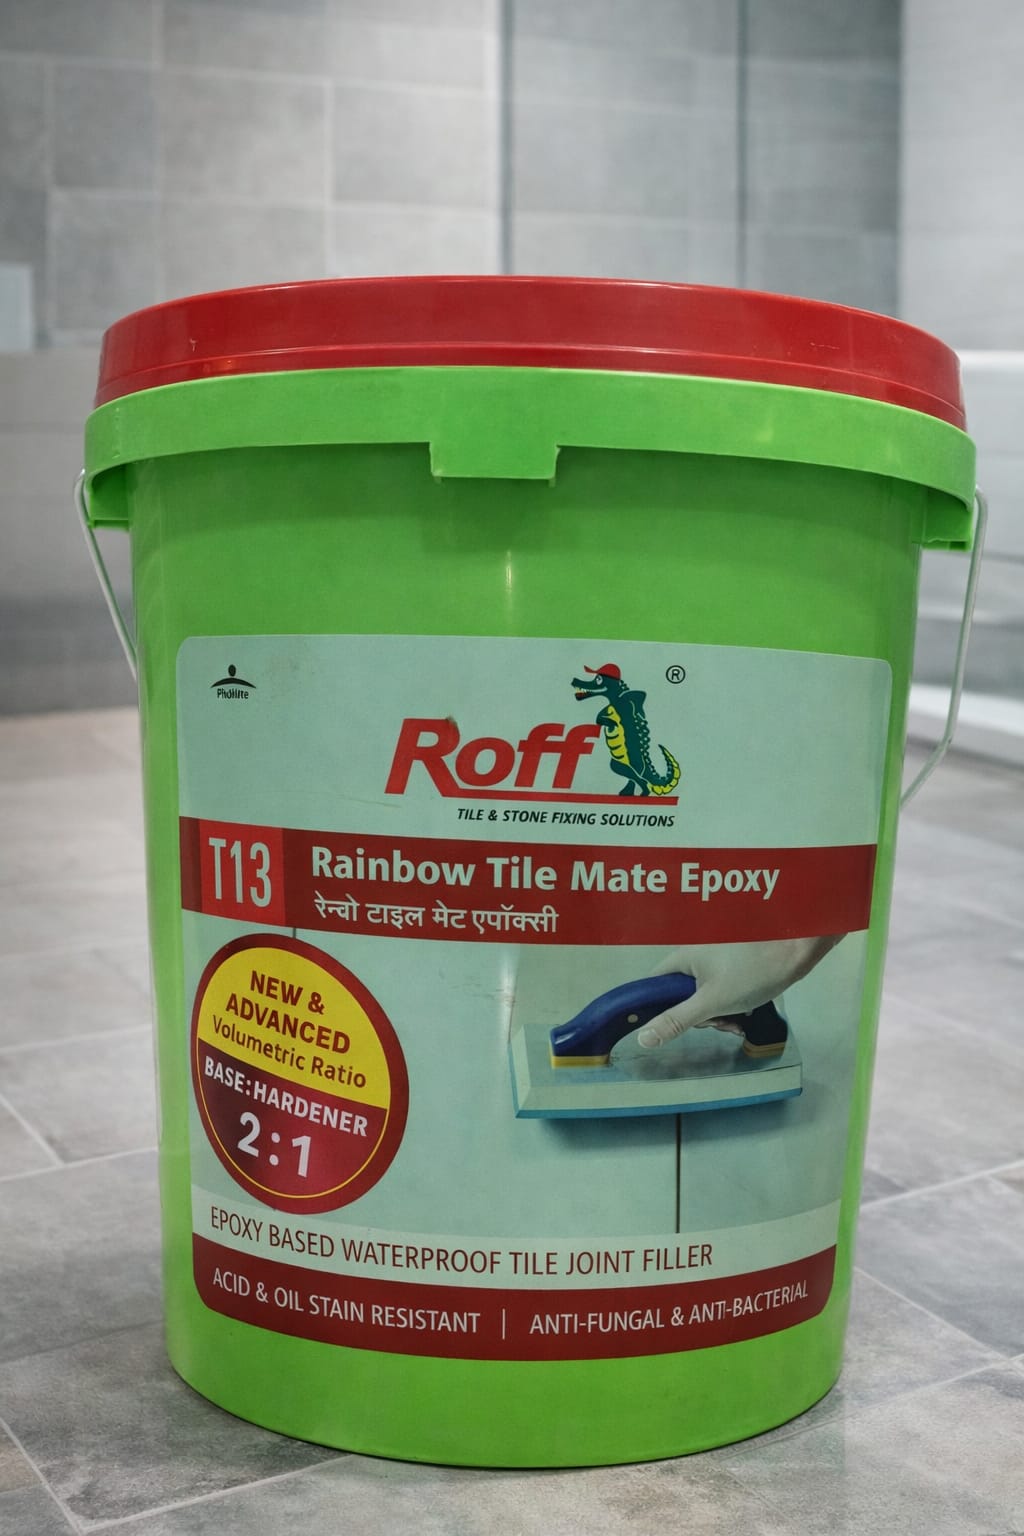 Pidilite
Roff ®
TILE & STONE FIXING SOLUTIONS
T13
Rainbow Tile Mate Epoxy
रेन्बो टाइल मेट एपॉक्सी
NEW &
ADVANCED
Volumetric Ratio
BASE:HARDENER
2:1
EPOXY BASED WATERPROOF TILE JOINT FILLER
ACID & OIL STAIN RESISTANT | ANTI-FUNGAL & ANTI-BACTERIAL